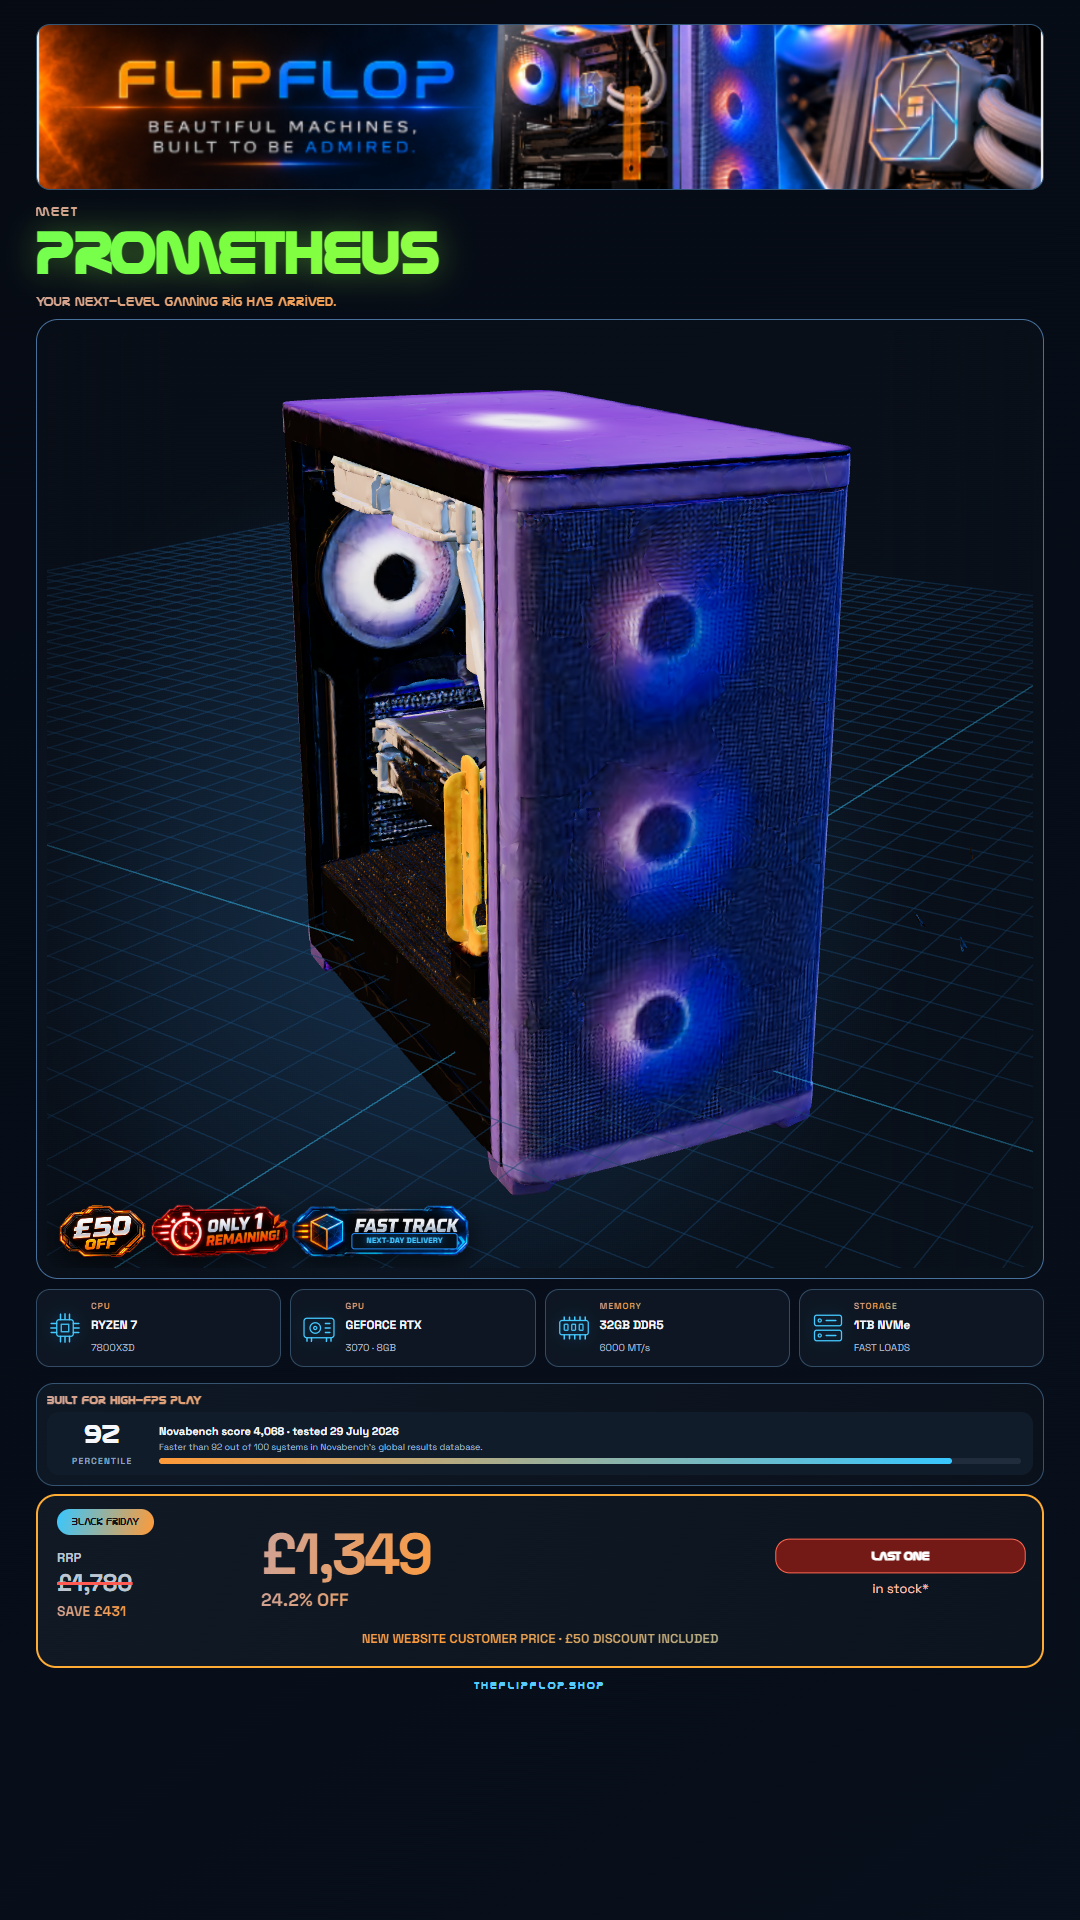 FLIPFLOP
BEAUTIFUL MACHINES,
BUILT TO BE ADMIRED.
MEET
PROMETHEUS
YOUR NEXT-LEVEL GAMING RIG HAS ARRIVED.
£50
OFF
ONLY 1
REMAINING!
FAST TRACK
NEXT-DAY DELIVERY
CPU
RYZEN 7
7800X3D
GPU
GEFORCE RTX
3070 · 8GB
MEMORY
32GB DDR5
6000 MT/s
STORAGE
1TB NVMe
FAST LOADS
BUILT FOR HIGH-FPS PLAY
92
PERCENTILE
Novabench score 4,068 · tested 29 July 2026
Faster than 92 out of 100 systems in Novabench's global results database.
BLACK FRIDAY
RRP
£1,780
SAVE £431
£1,349
24.2% OFF
LAST ONE
in stock*
NEW WEBSITE CUSTOMER PRICE · £50 DISCOUNT INCLUDED
THEFLIPFLOP.SHOP